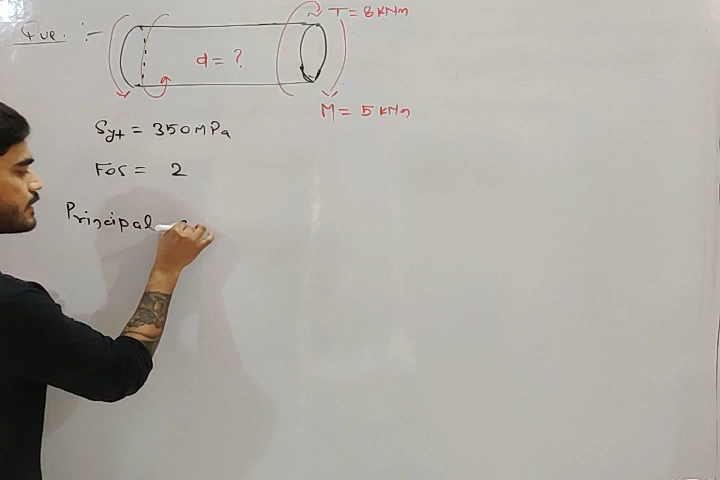 Que. :-
T = 8 KNm
d = ?
M = 5 KNm
Syt = 350 MPa
FOS = 2
Principal